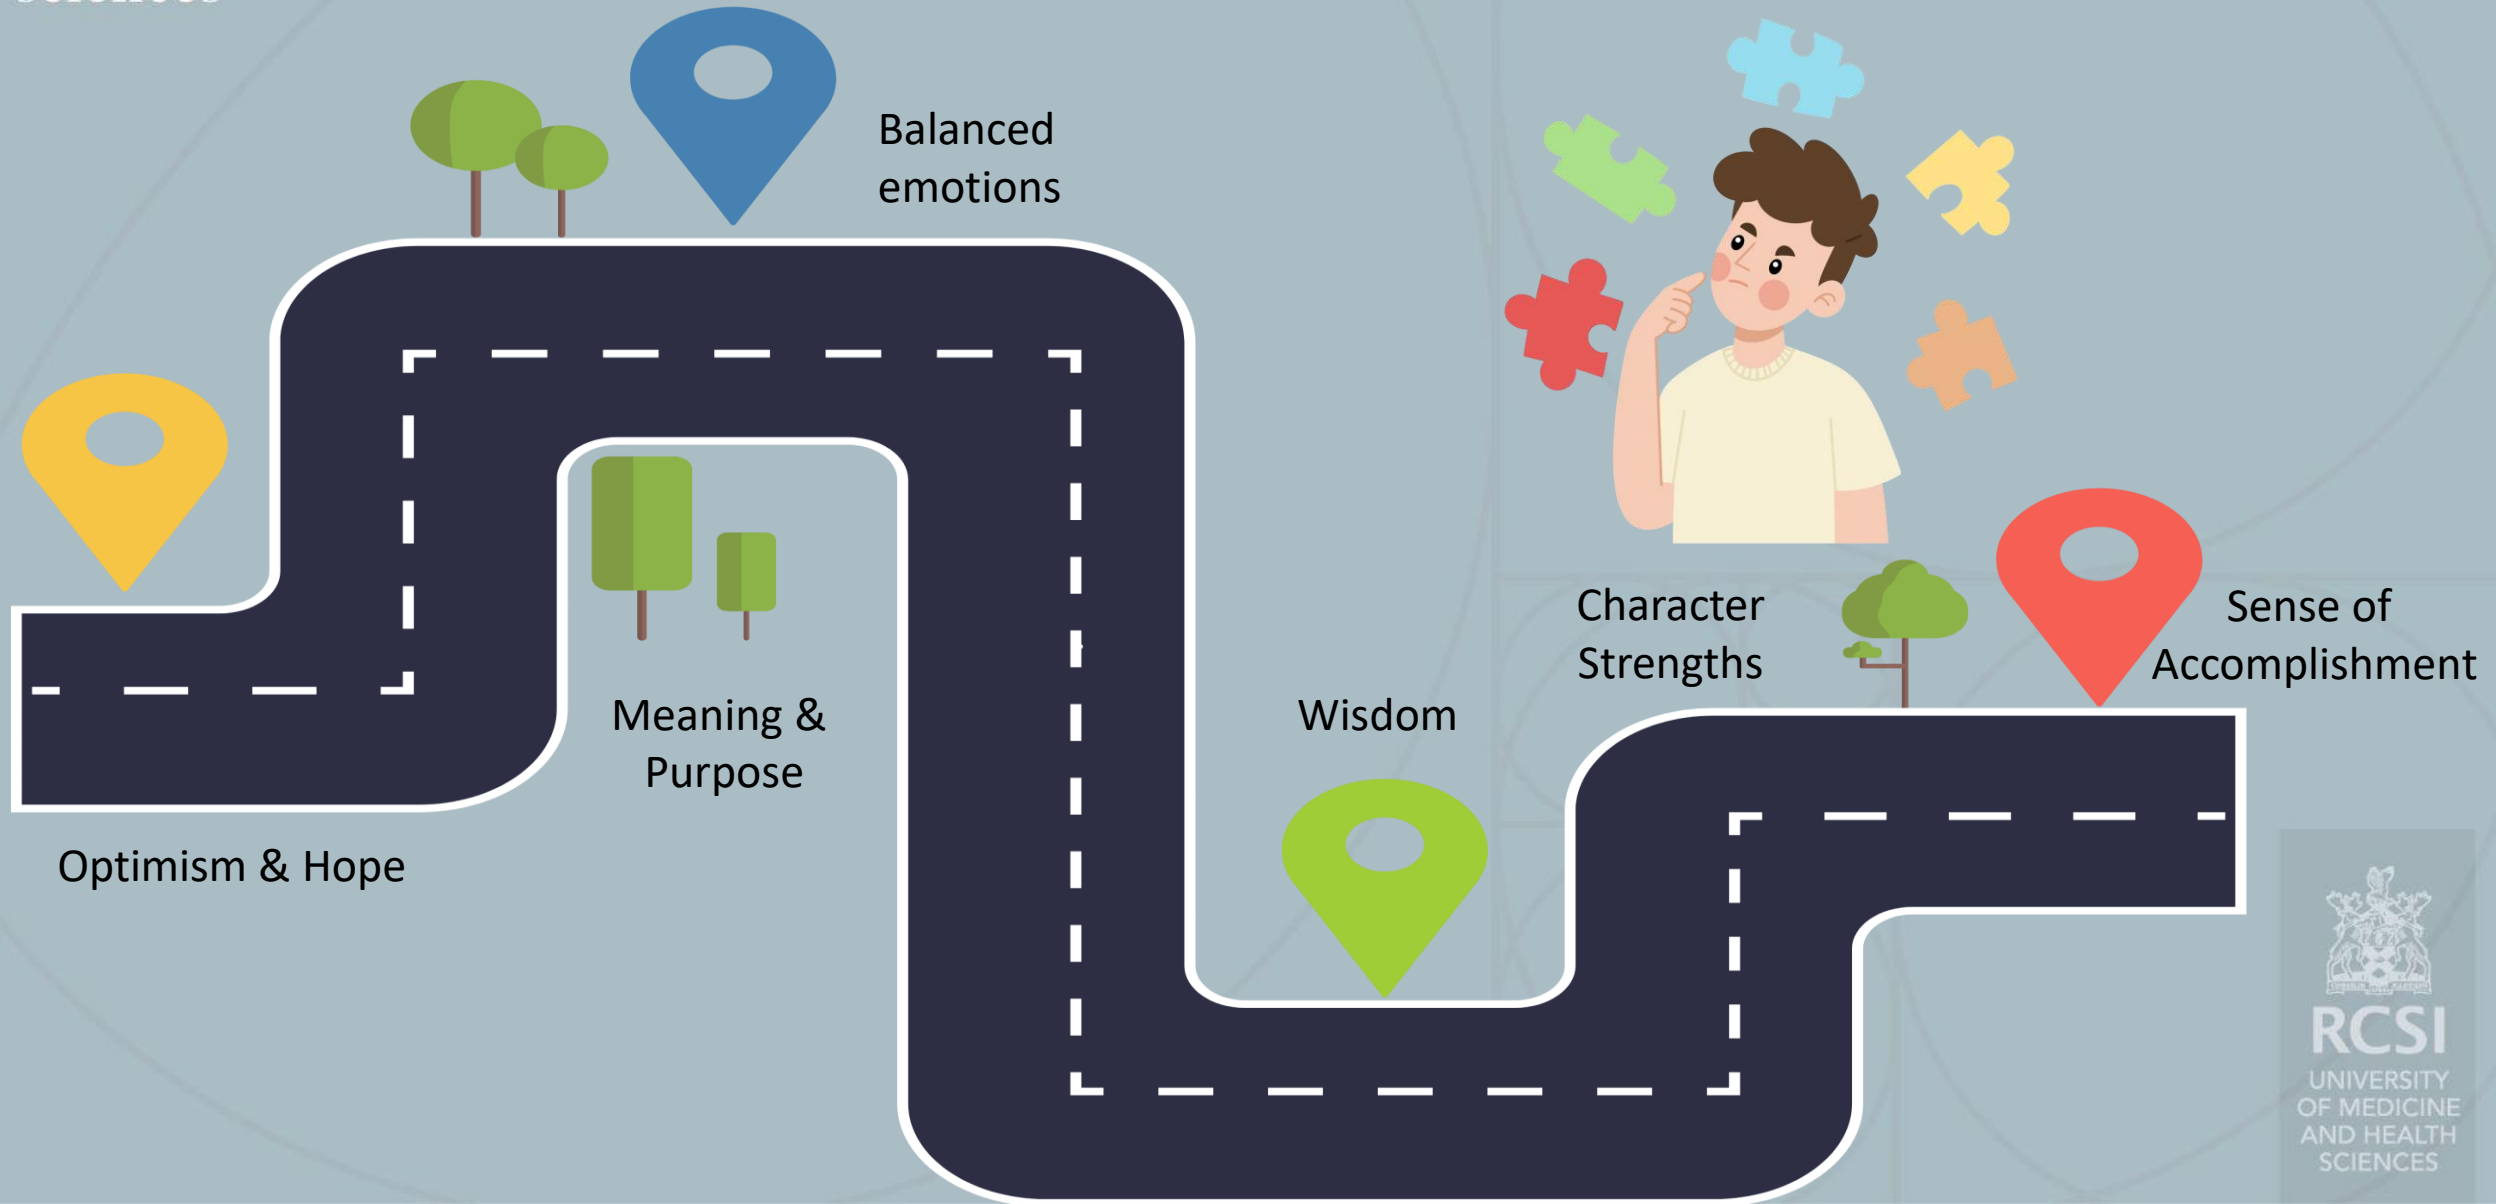 Balanced
emotions
Character
Strengths
Sense of
Accomplishment
Meaning &
Purpose
Wisdom
Optimism & Hope
RCSI
UNIVERSITY
OF MEDICINE
AND HEALTH
SCIENCES